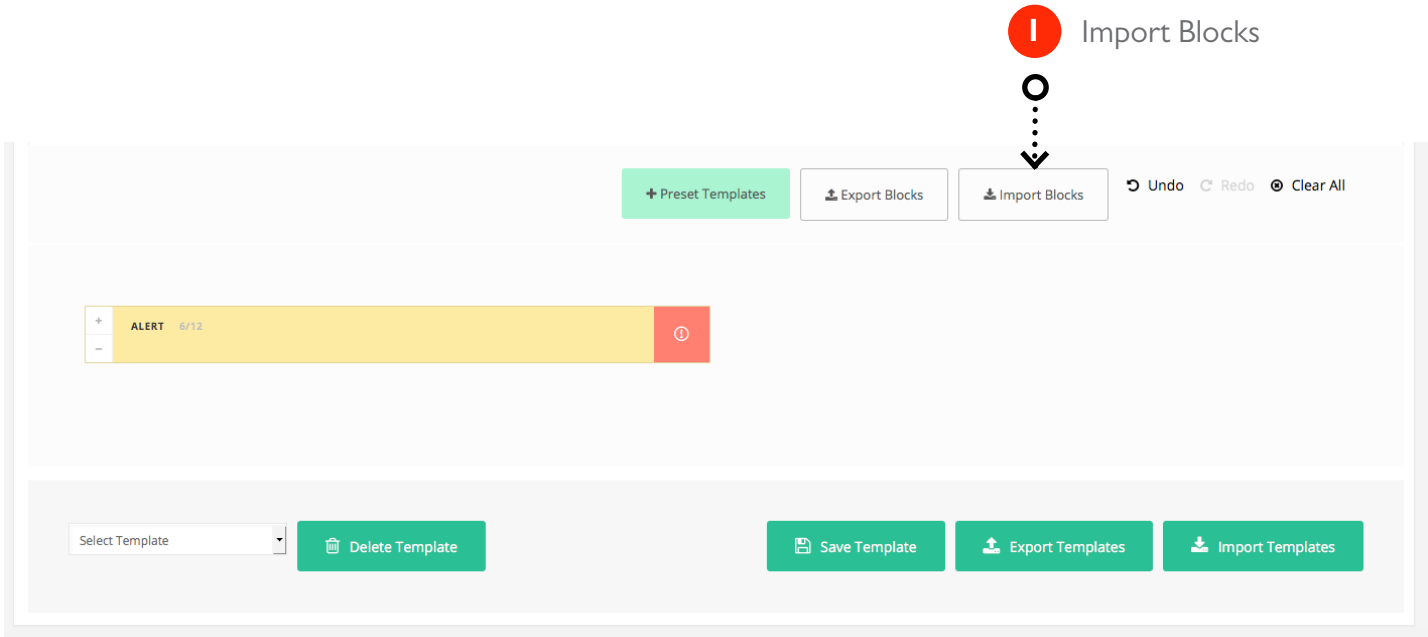 1 Import Blocks
+ Preset Templates Export Blocks Import Blocks Undo Redo Clear All
+
ALERT 6/12
−
Select Template Delete Template Save Template Export Templates Import Templates